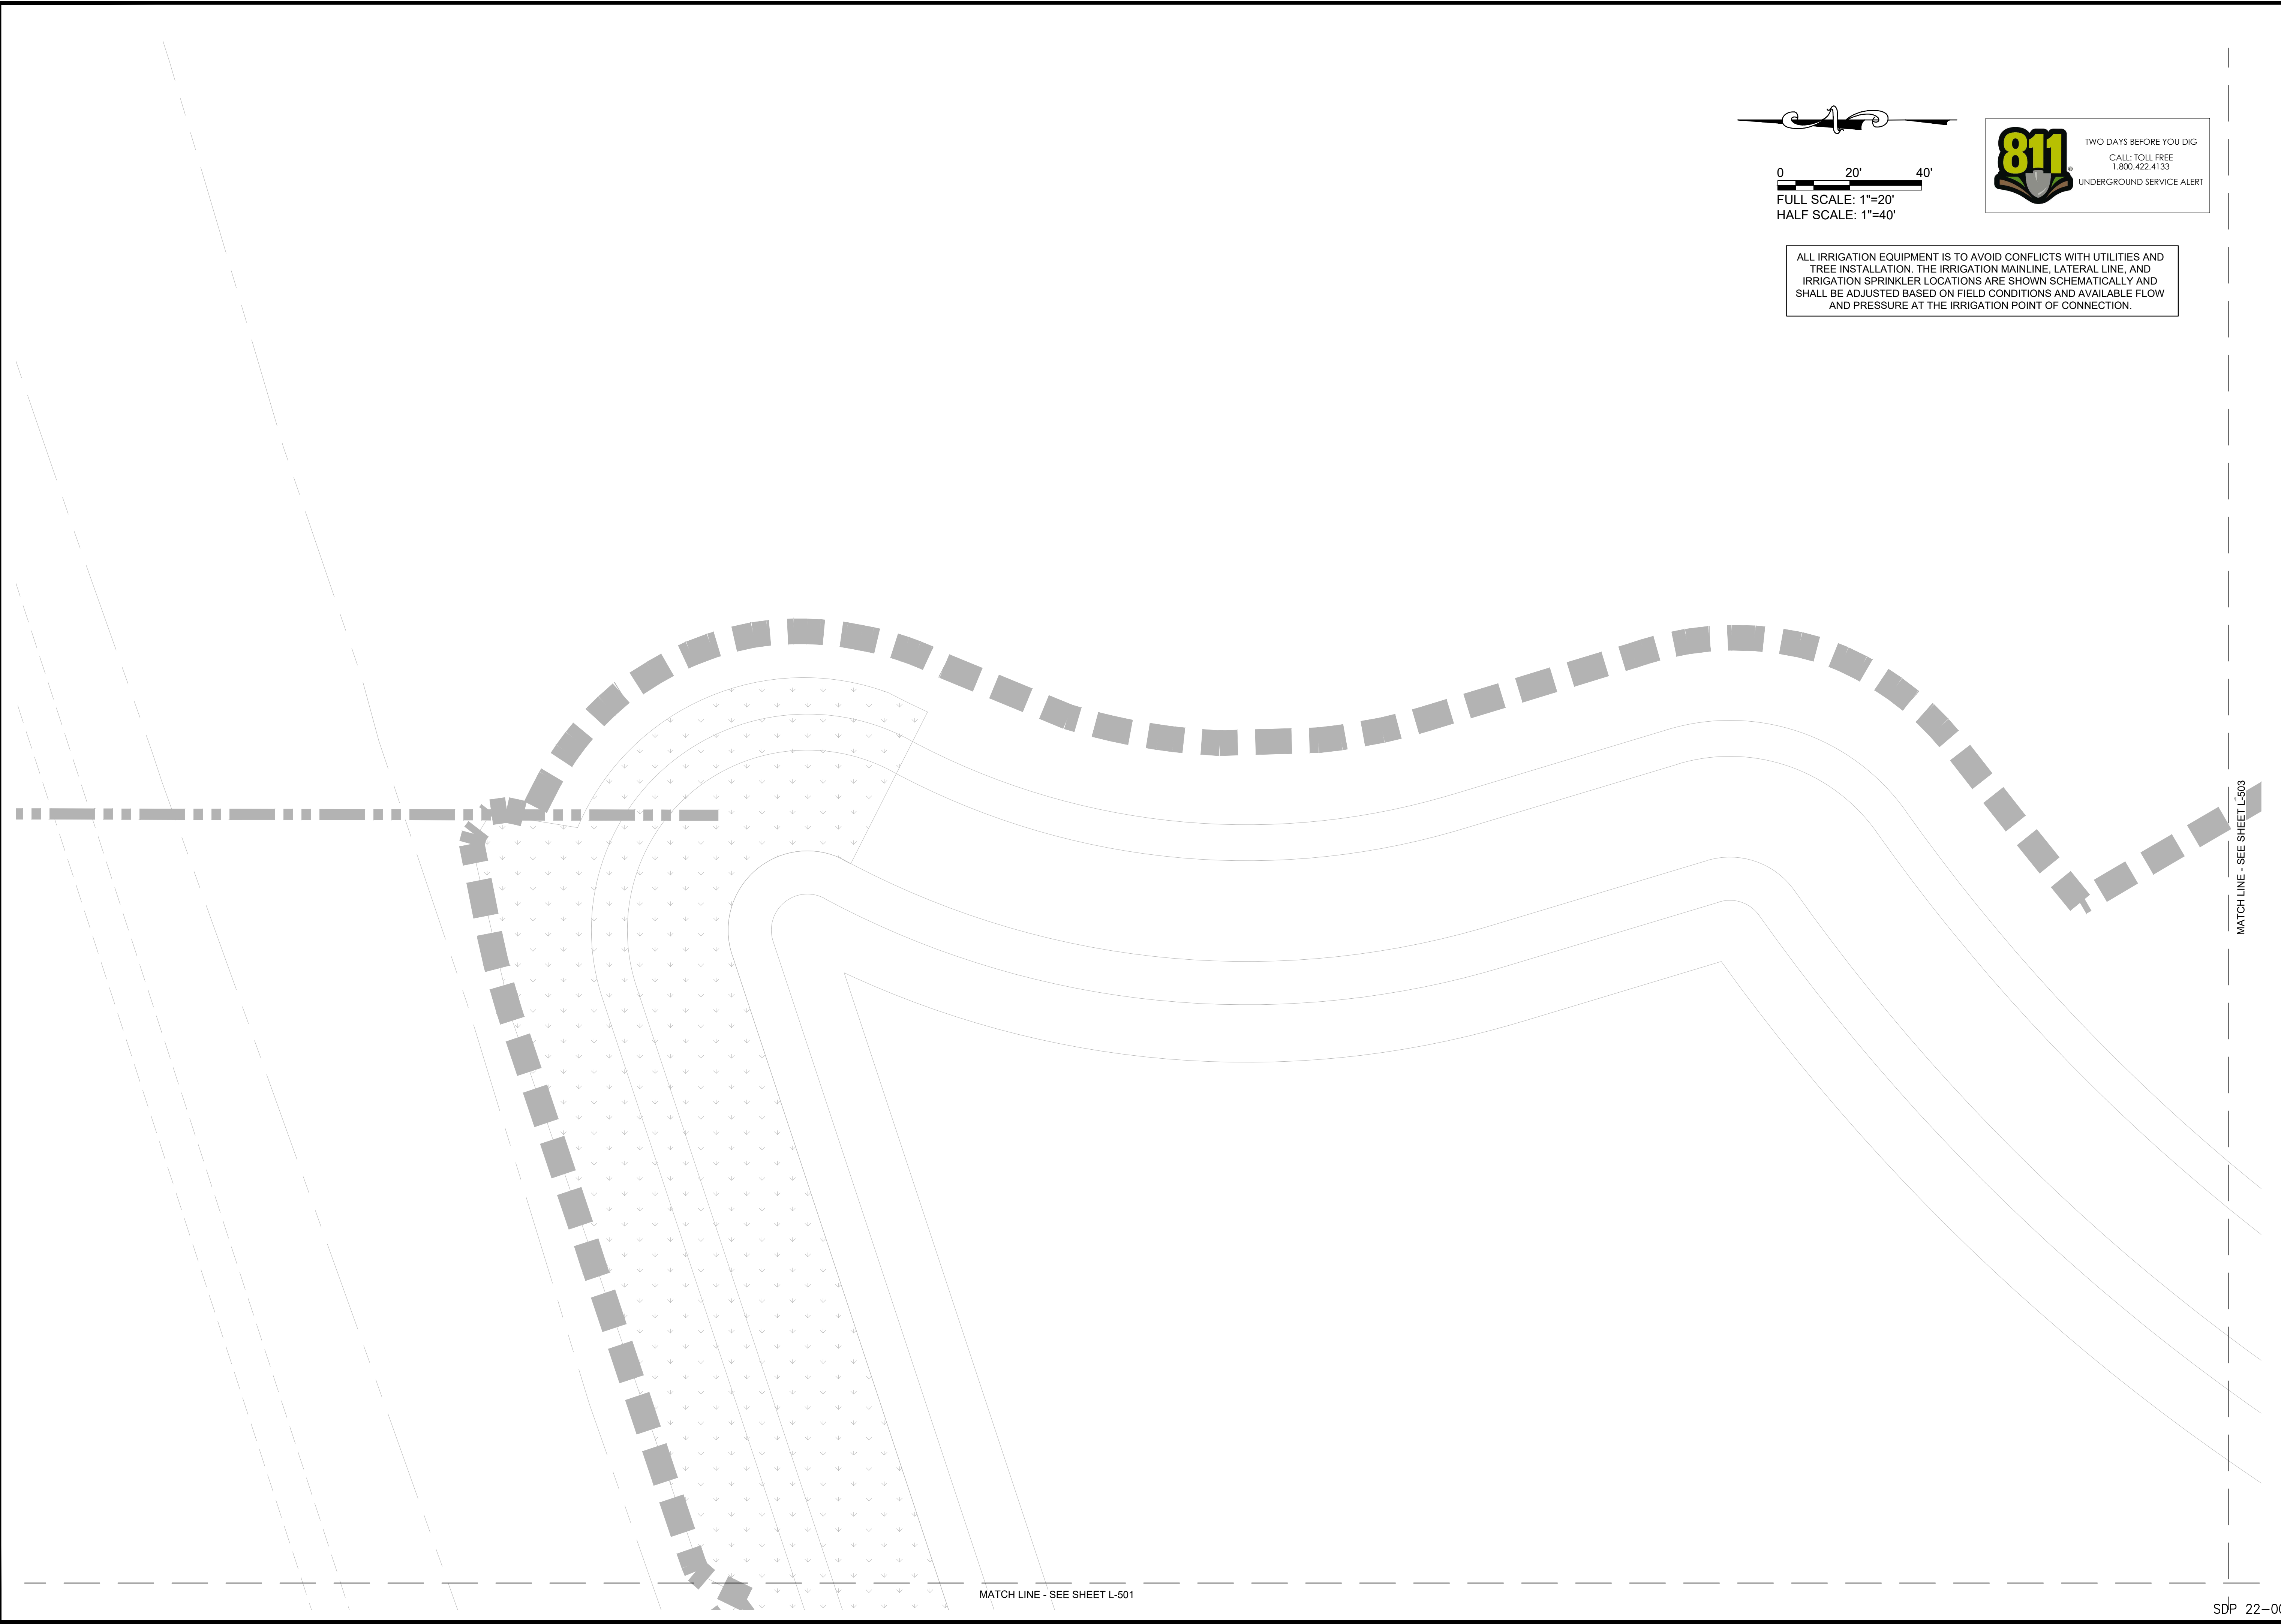 811
®
TWO DAYS BEFORE YOU DIG
CALL: TOLL FREE
1.800.422.4133
UNDERGROUND SERVICE ALERT
0 20' 40'
FULL SCALE: 1"=20'
HALF SCALE: 1"=40'
ALL IRRIGATION EQUIPMENT IS TO AVOID CONFLICTS WITH UTILITIES AND
TREE INSTALLATION. THE IRRIGATION MAINLINE, LATERAL LINE, AND
IRRIGATION SPRINKLER LOCATIONS ARE SHOWN SCHEMATICALLY AND
SHALL BE ADJUSTED BASED ON FIELD CONDITIONS AND AVAILABLE FLOW
AND PRESSURE AT THE IRRIGATION POINT OF CONNECTION.
MATCH LINE - SEE SHEET L-503
MATCH LINE - SEE SHEET L-501
SDP